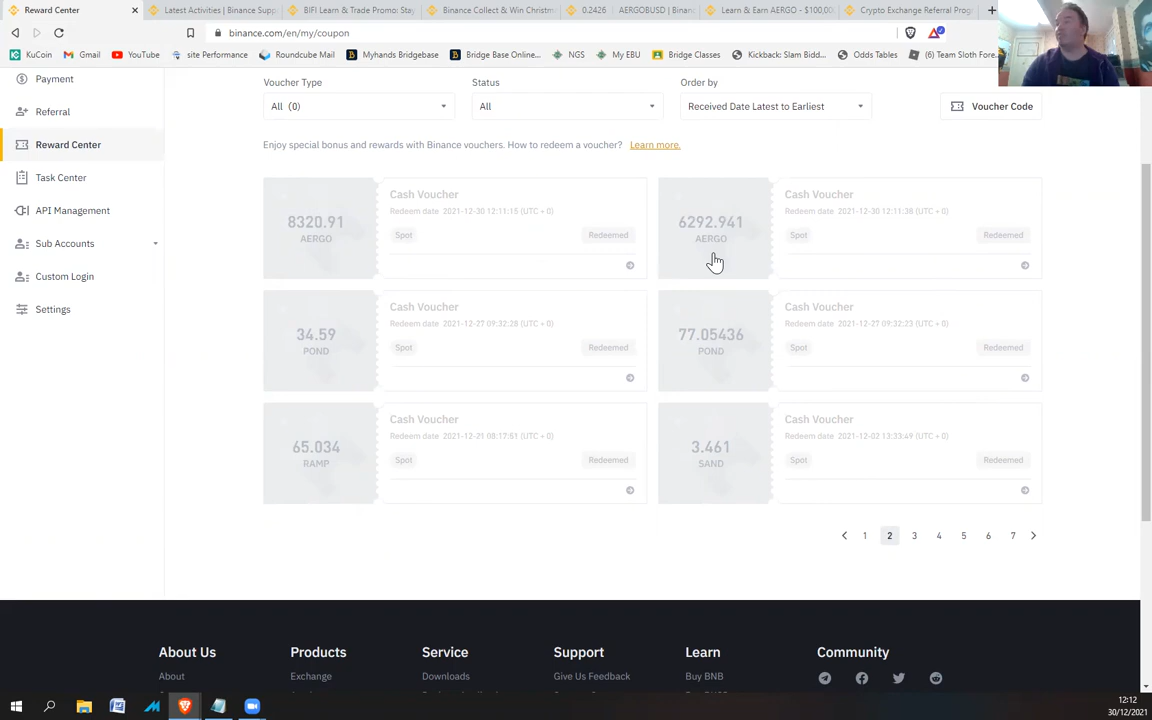 Reward Center
Latest Activities | Binance Supp
BIFI Learn & Trade Promo: Stay
Binance Collect & Win Christm
0.2426
AERGOBUSD | Binan
Learn & Earn AERGO - $100,00
Crypto Exchange Referral Prog
binance.com/en/my/coupon
KuCoin
Gmail
YouTube
site Performance
Roundcube Mail
Myhands Bridgebase
Bridge Base Online...
NGS
My EBU
Bridge Classes
Kickback: Slam Bidd...
Odds Tables
(6) Team Sloth Fore...
Payment
Referral
Reward Center
Task Center
API Management
Sub Accounts
Custom Login
Settings
Voucher Type
Status
Order by
All (0)
All
Received Date Latest to Earliest
Voucher Code
Enjoy special bonus and rewards with Binance vouchers. How to redeem a voucher? Learn more.
8320.91
AERGO
Cash Voucher
Redeem date 2021-12-30 12:11:15 (UTC + 0)
Spot
Redeemed
6292.941
AERGO
Cash Voucher
Redeem date 2021-12-30 12:11:38 (UTC + 0)
Spot
Redeemed
34.59
POND
Cash Voucher
Redeem date 2021-12-27 09:32:28 (UTC + 0)
Spot
Redeemed
77.05436
POND
Cash Voucher
Redeem date 2021-12-27 09:32:23 (UTC + 0)
Spot
Redeemed
65.034
RAMP
Cash Voucher
Redeem date 2021-12-21 08:17:51 (UTC + 0)
Spot
Redeemed
3.461
SAND
Cash Voucher
Redeem date 2021-12-03 13:33:49 (UTC + 0)
Spot
Redeemed
1 2 3 4 5 6 7
About Us
Products
Service
Support
Learn
Community
About
Exchange
Downloads
Give Us Feedback
Buy BNB
12:12
30/12/2021